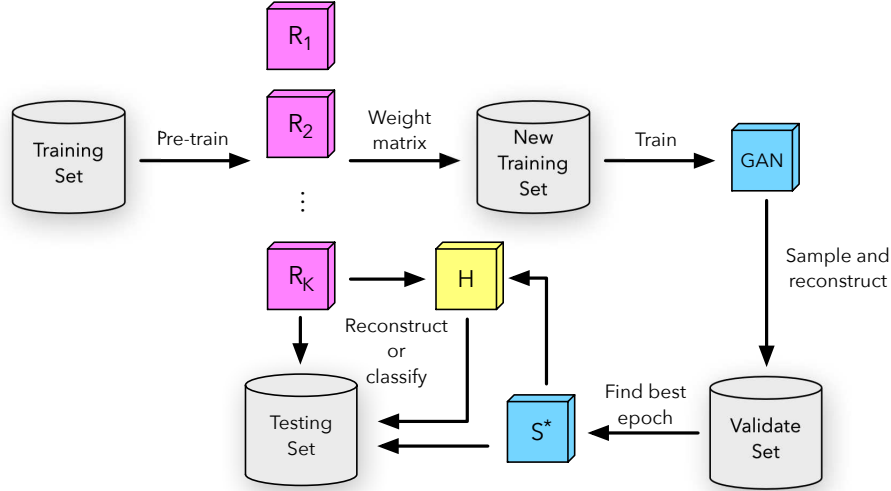 R₁
R₂
⋮
R_K
Training
Set
Pre-train
Weight
matrix
New
Training
Set
Train
GAN
Sample and
reconstruct
Validate
Set
Find best
epoch
S*
H
Reconstruct
or
classify
Testing
Set